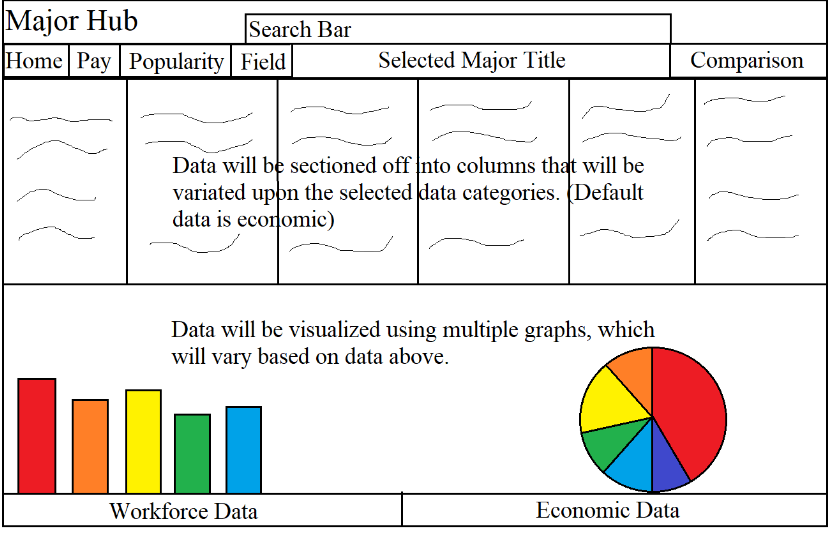 Major Hub
Search Bar
Home Pay Popularity Field Selected Major Title Comparison
Data will be sectioned off into columns that will be
variated upon the selected data categories. (Default
data is economic)
Data will be visualized using multiple graphs, which
will vary based on data above.
Workforce Data Economic Data